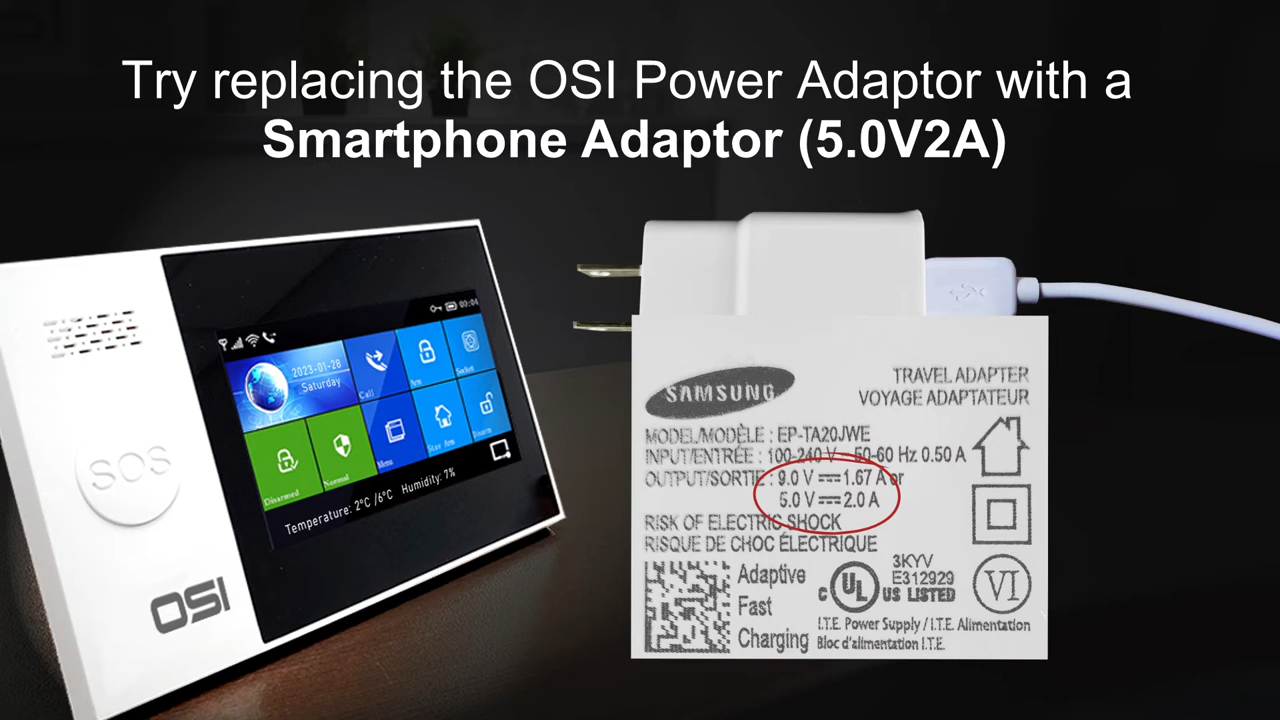 Try replacing the OSI Power Adaptor with a
Smartphone Adaptor (5.0V2A)
00:04
2023-01-28
Saturday
Call
Arm
Socket
Disarmed
Normal
Menu
Stay Arm
Disarm
Temperature: 2°C /6°C Humidity: 7%
SOS
OSI
SAMSUNG
TRAVEL ADAPTER
VOYAGE ADAPTATEUR
MODEL/MODÈLE : EP-TA20JWE
INPUT/ENTRÉE : 100-240 V~ 50-60 Hz 0.50 A
OUTPUT/SORTIE : 9.0 V ⎓ 1.67 A or
5.0 V ⎓ 2.0 A
RISK OF ELECTRIC SHOCK
RISQUE DE CHOC ÉLECTRIQUE
Adaptive
Fast
Charging
c UL US LISTED
3KYV
E312929
VI
I.T.E. Power Supply / I.T.E. Alimentation
Bloc d'alimentation I.T.E.